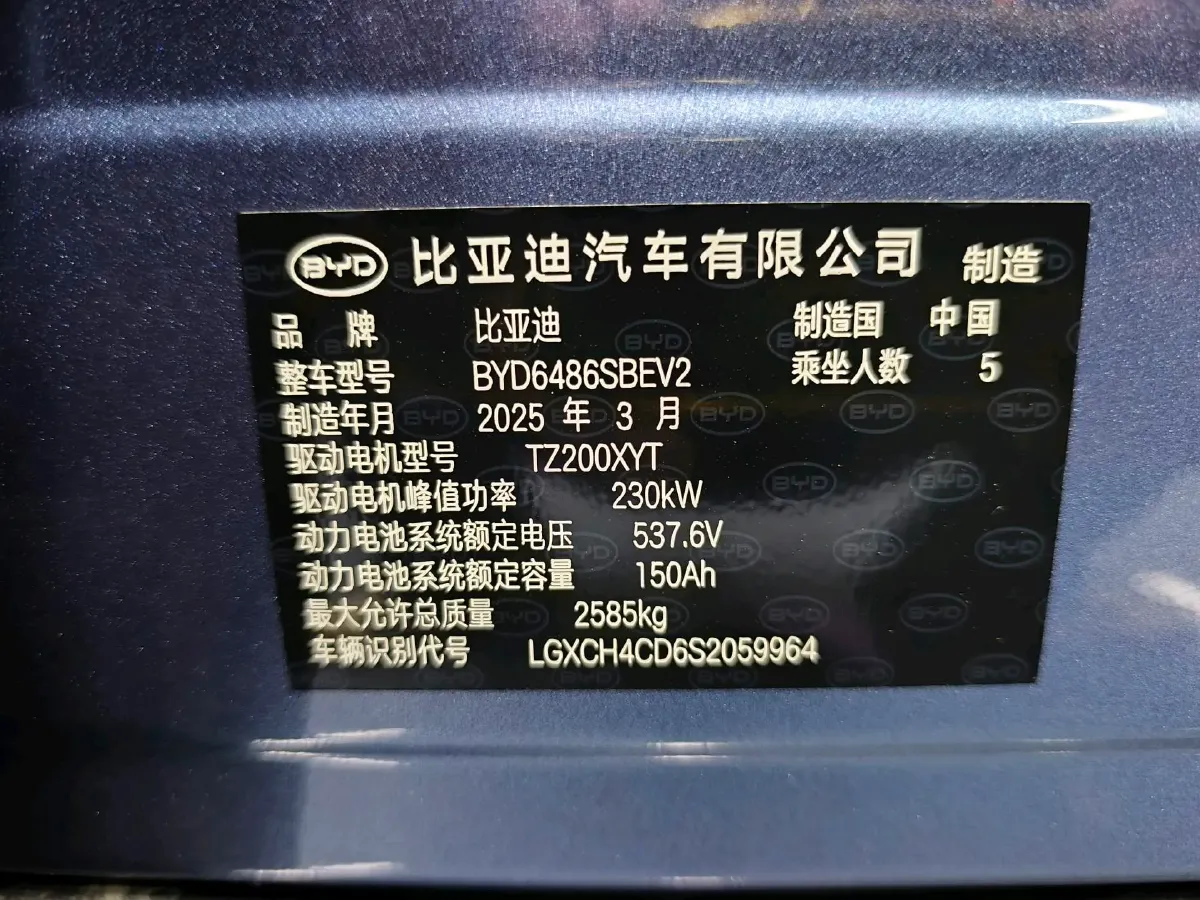 BYD 比亚迪汽车有限公司 制造
品 牌 比亚迪 制造国 中国
整车型号 BYD6486SBEV2 乘坐人数 5
制造年月 2025 年 3 月
驱动电机型号 TZ200XYT
驱动电机峰值功率 230kW
动力电池系统额定电压 537.6V
动力电池系统额定容量 150Ah
最大允许总质量 2585kg
车辆识别代号 LGXCH4CD6S2059964